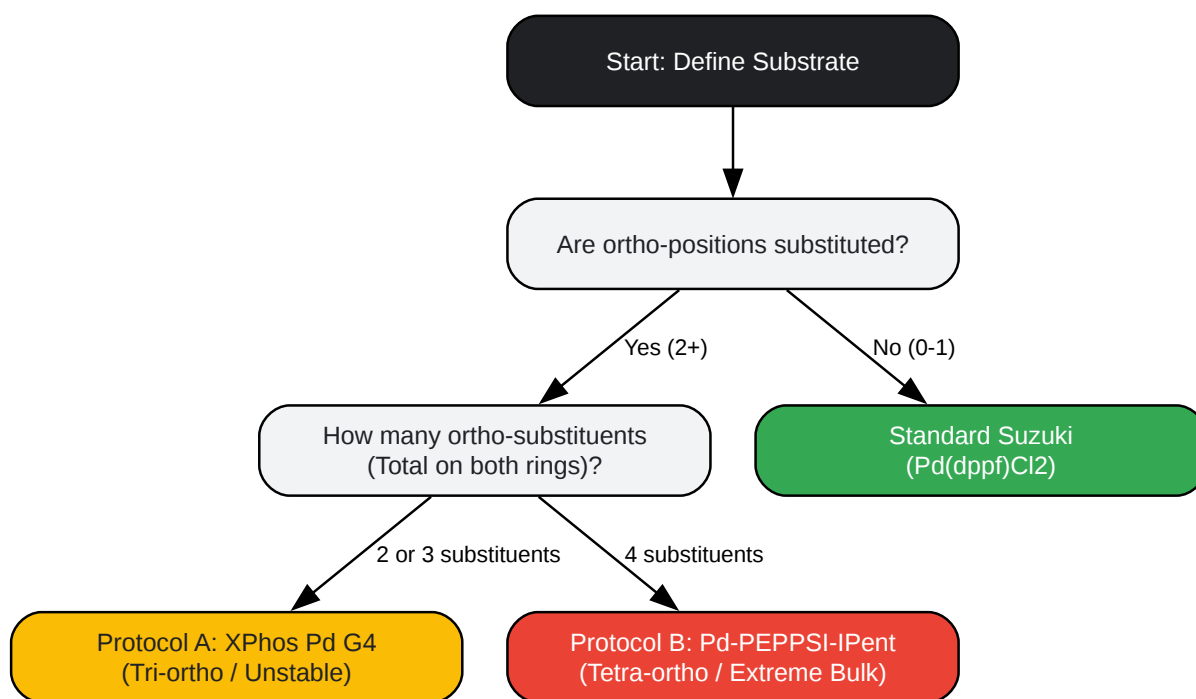 Start: Define Substrate
Are ortho-positions substituted?
Yes (2+)
No (0-1)
How many ortho-substituents
(Total on both rings)?
Standard Suzuki
(Pd(dppf)Cl2)
2 or 3 substituents
4 substituents
Protocol A: XPhos Pd G4
(Tri-ortho / Unstable)
Protocol B: Pd-PEPPSI-IPent
(Tetra-ortho / Extreme Bulk)